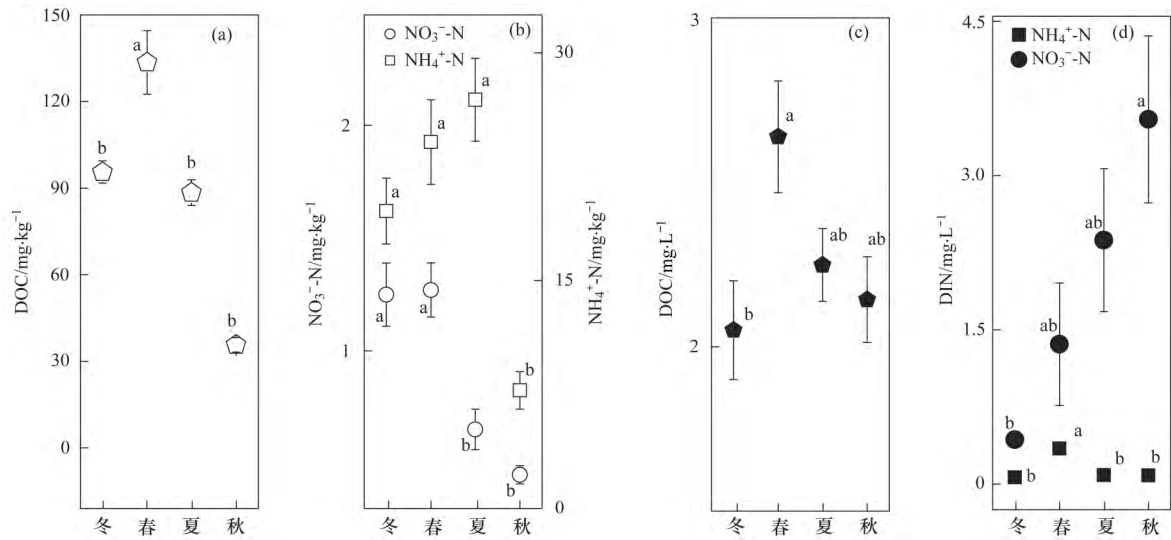 (a)
DOC/mg·kg⁻¹
150
120
90
60
30
0
b
a
b
b
冬
春
夏
秋
(b)
NO₃⁻-N
NH₄⁺-N
NO₃⁻-N/mg·kg⁻¹
2
1
NH₄⁺-N/mg·kg⁻¹
30
15
0
a
a
a
b
a
a
b
b
冬
春
夏
秋
(c)
DOC/mg·L⁻¹
3
2
b
a
ab
ab
冬
春
夏
秋
(d)
NH₄⁺-N
NO₃⁻-N
DIN/mg·L⁻¹
4.5
3.0
1.5
0
b
ab
ab
a
b
a
b
b
冬
春
夏
秋